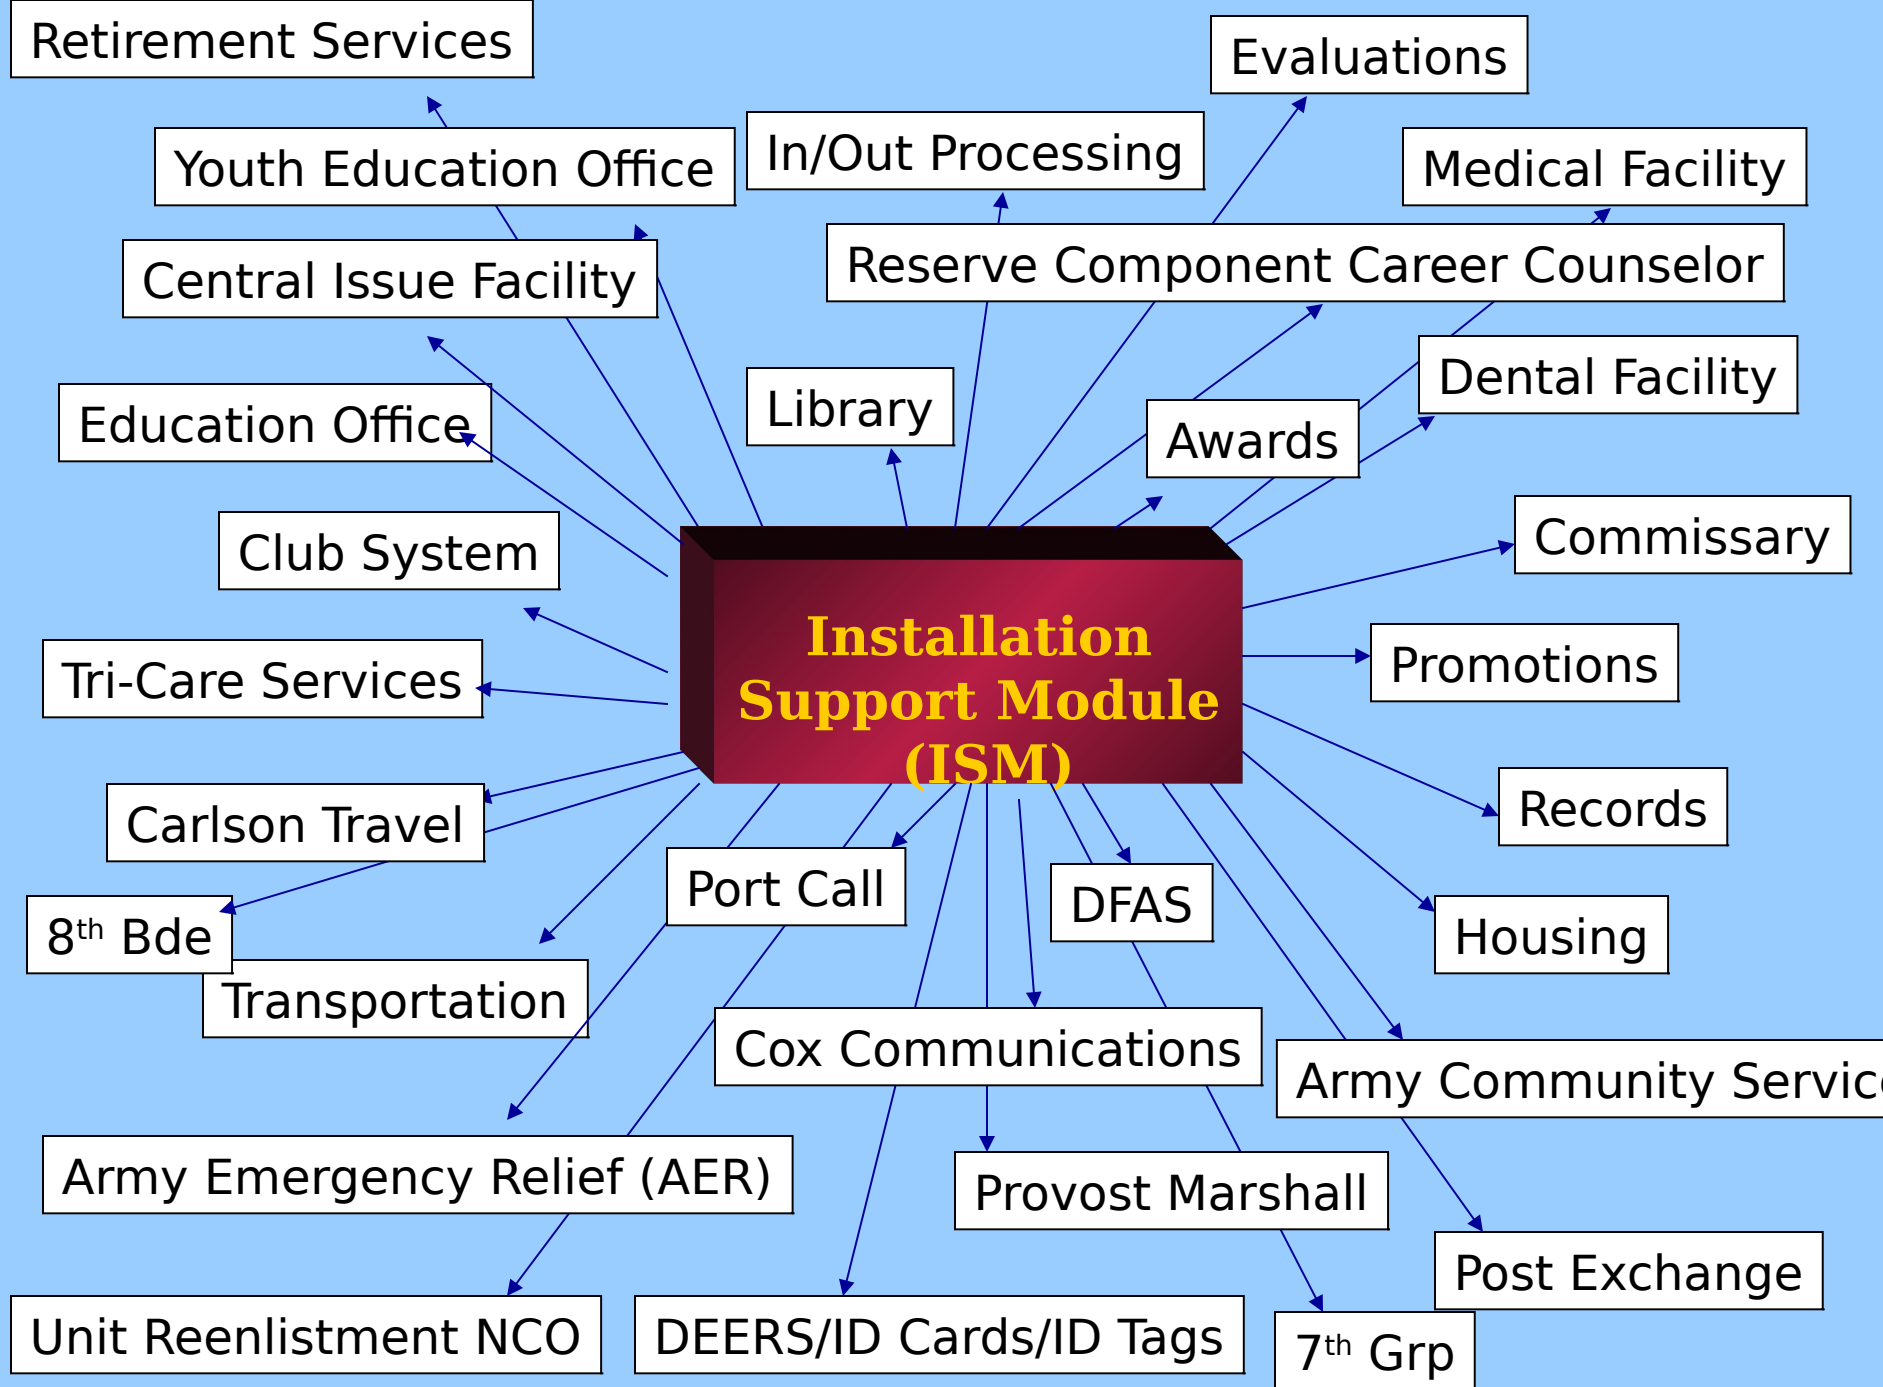 Retirement Services
Evaluations
In/Out Processing
Youth Education Office
Medical Facility
Reserve Component Career Counselor
Central Issue Facility
Dental Facility
Library
Education Office
Awards
Commissary
Club System
Installation
Support Module
(ISM)
Promotions
Tri-Care Services
Records
Carlson Travel
Port Call
DFAS
8th Bde
Housing
Transportation
Cox Communications
Army Community Servic
Army Emergency Relief (AER)
Provost Marshall
Post Exchange
Unit Reenlistment NCO
DEERS/ID Cards/ID Tags
7th Grp